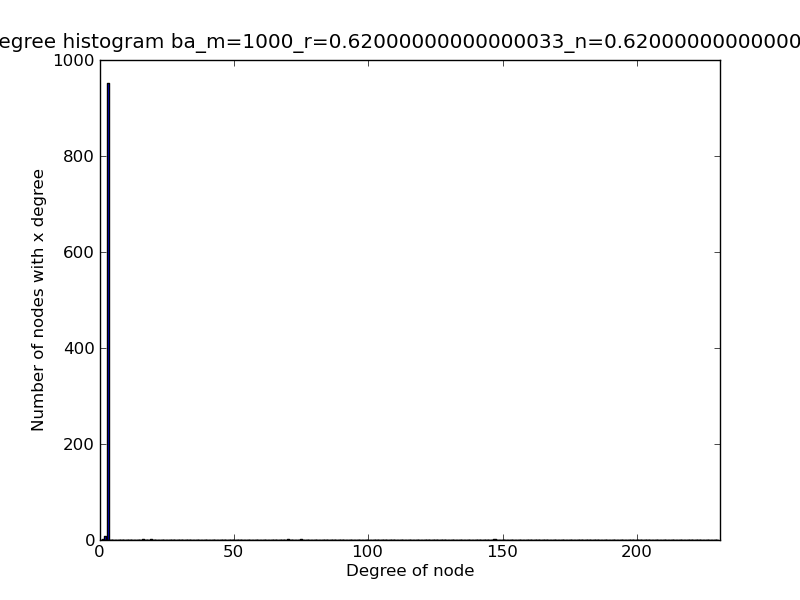 egree histogram ba_m=1000_r=0.62000000000000033_n=0.62000000000000
1000
800
600
400
200
0
Number of nodes with x degree
0 50 100 150 200
Degree of node